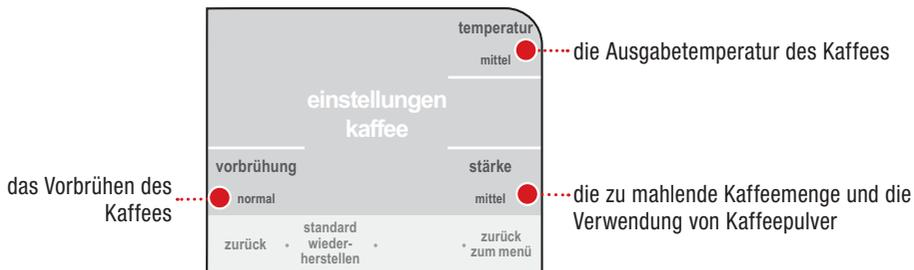 temperatur
mittel
die Ausgabetemperatur des Kaffees
einstellungen
kaffee
vorbrühung
normal
das Vorbrühen des
Kaffees
stärke
mittel
die zu mahlende Kaffeemenge und die
Verwendung von Kaffeepulver
zurück
standard
wieder-
herstellen
zurück
zum menü